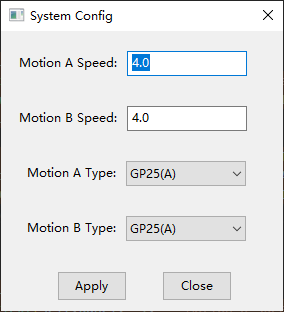 System Config
Motion A Speed: 4.0
Motion B Speed: 4.0
Motion A Type: GP25(A)
Motion B Type: GP25(A)
Apply Close